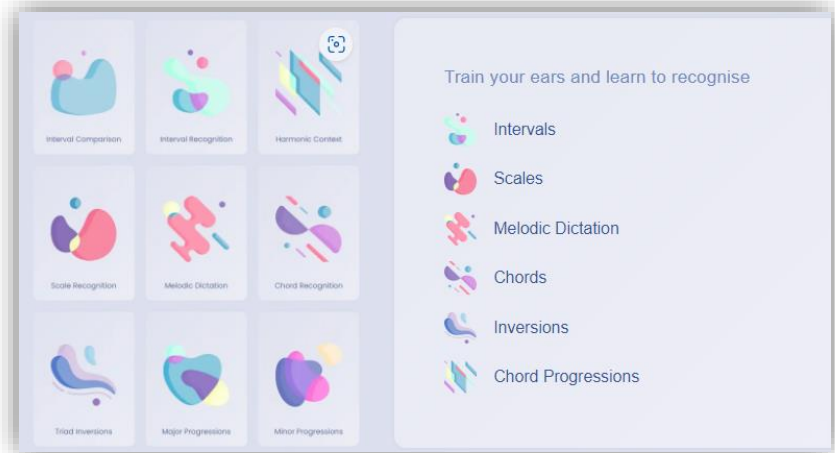 Interval Comparison
Interval Recognition
Harmonic Context
Scale Recognition
Melodic Dictation
Chord Recognition
Triad Inversions
Major Progressions
Minor Progressions
Train your ears and learn to recognise
Intervals
Scales
Melodic Dictation
Chords
Inversions
Chord Progressions